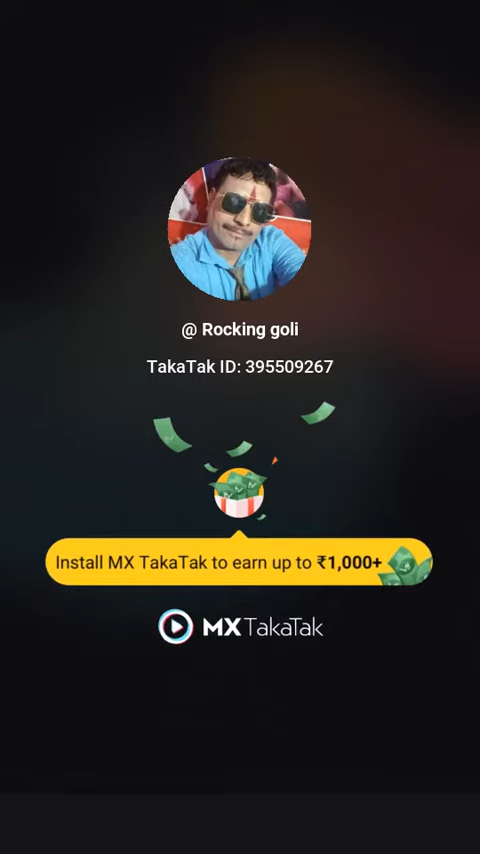 @ Rocking goli
TakaTak ID: 395509267
Install MX TakaTak to earn up to ₹1,000+
MX TakaTak